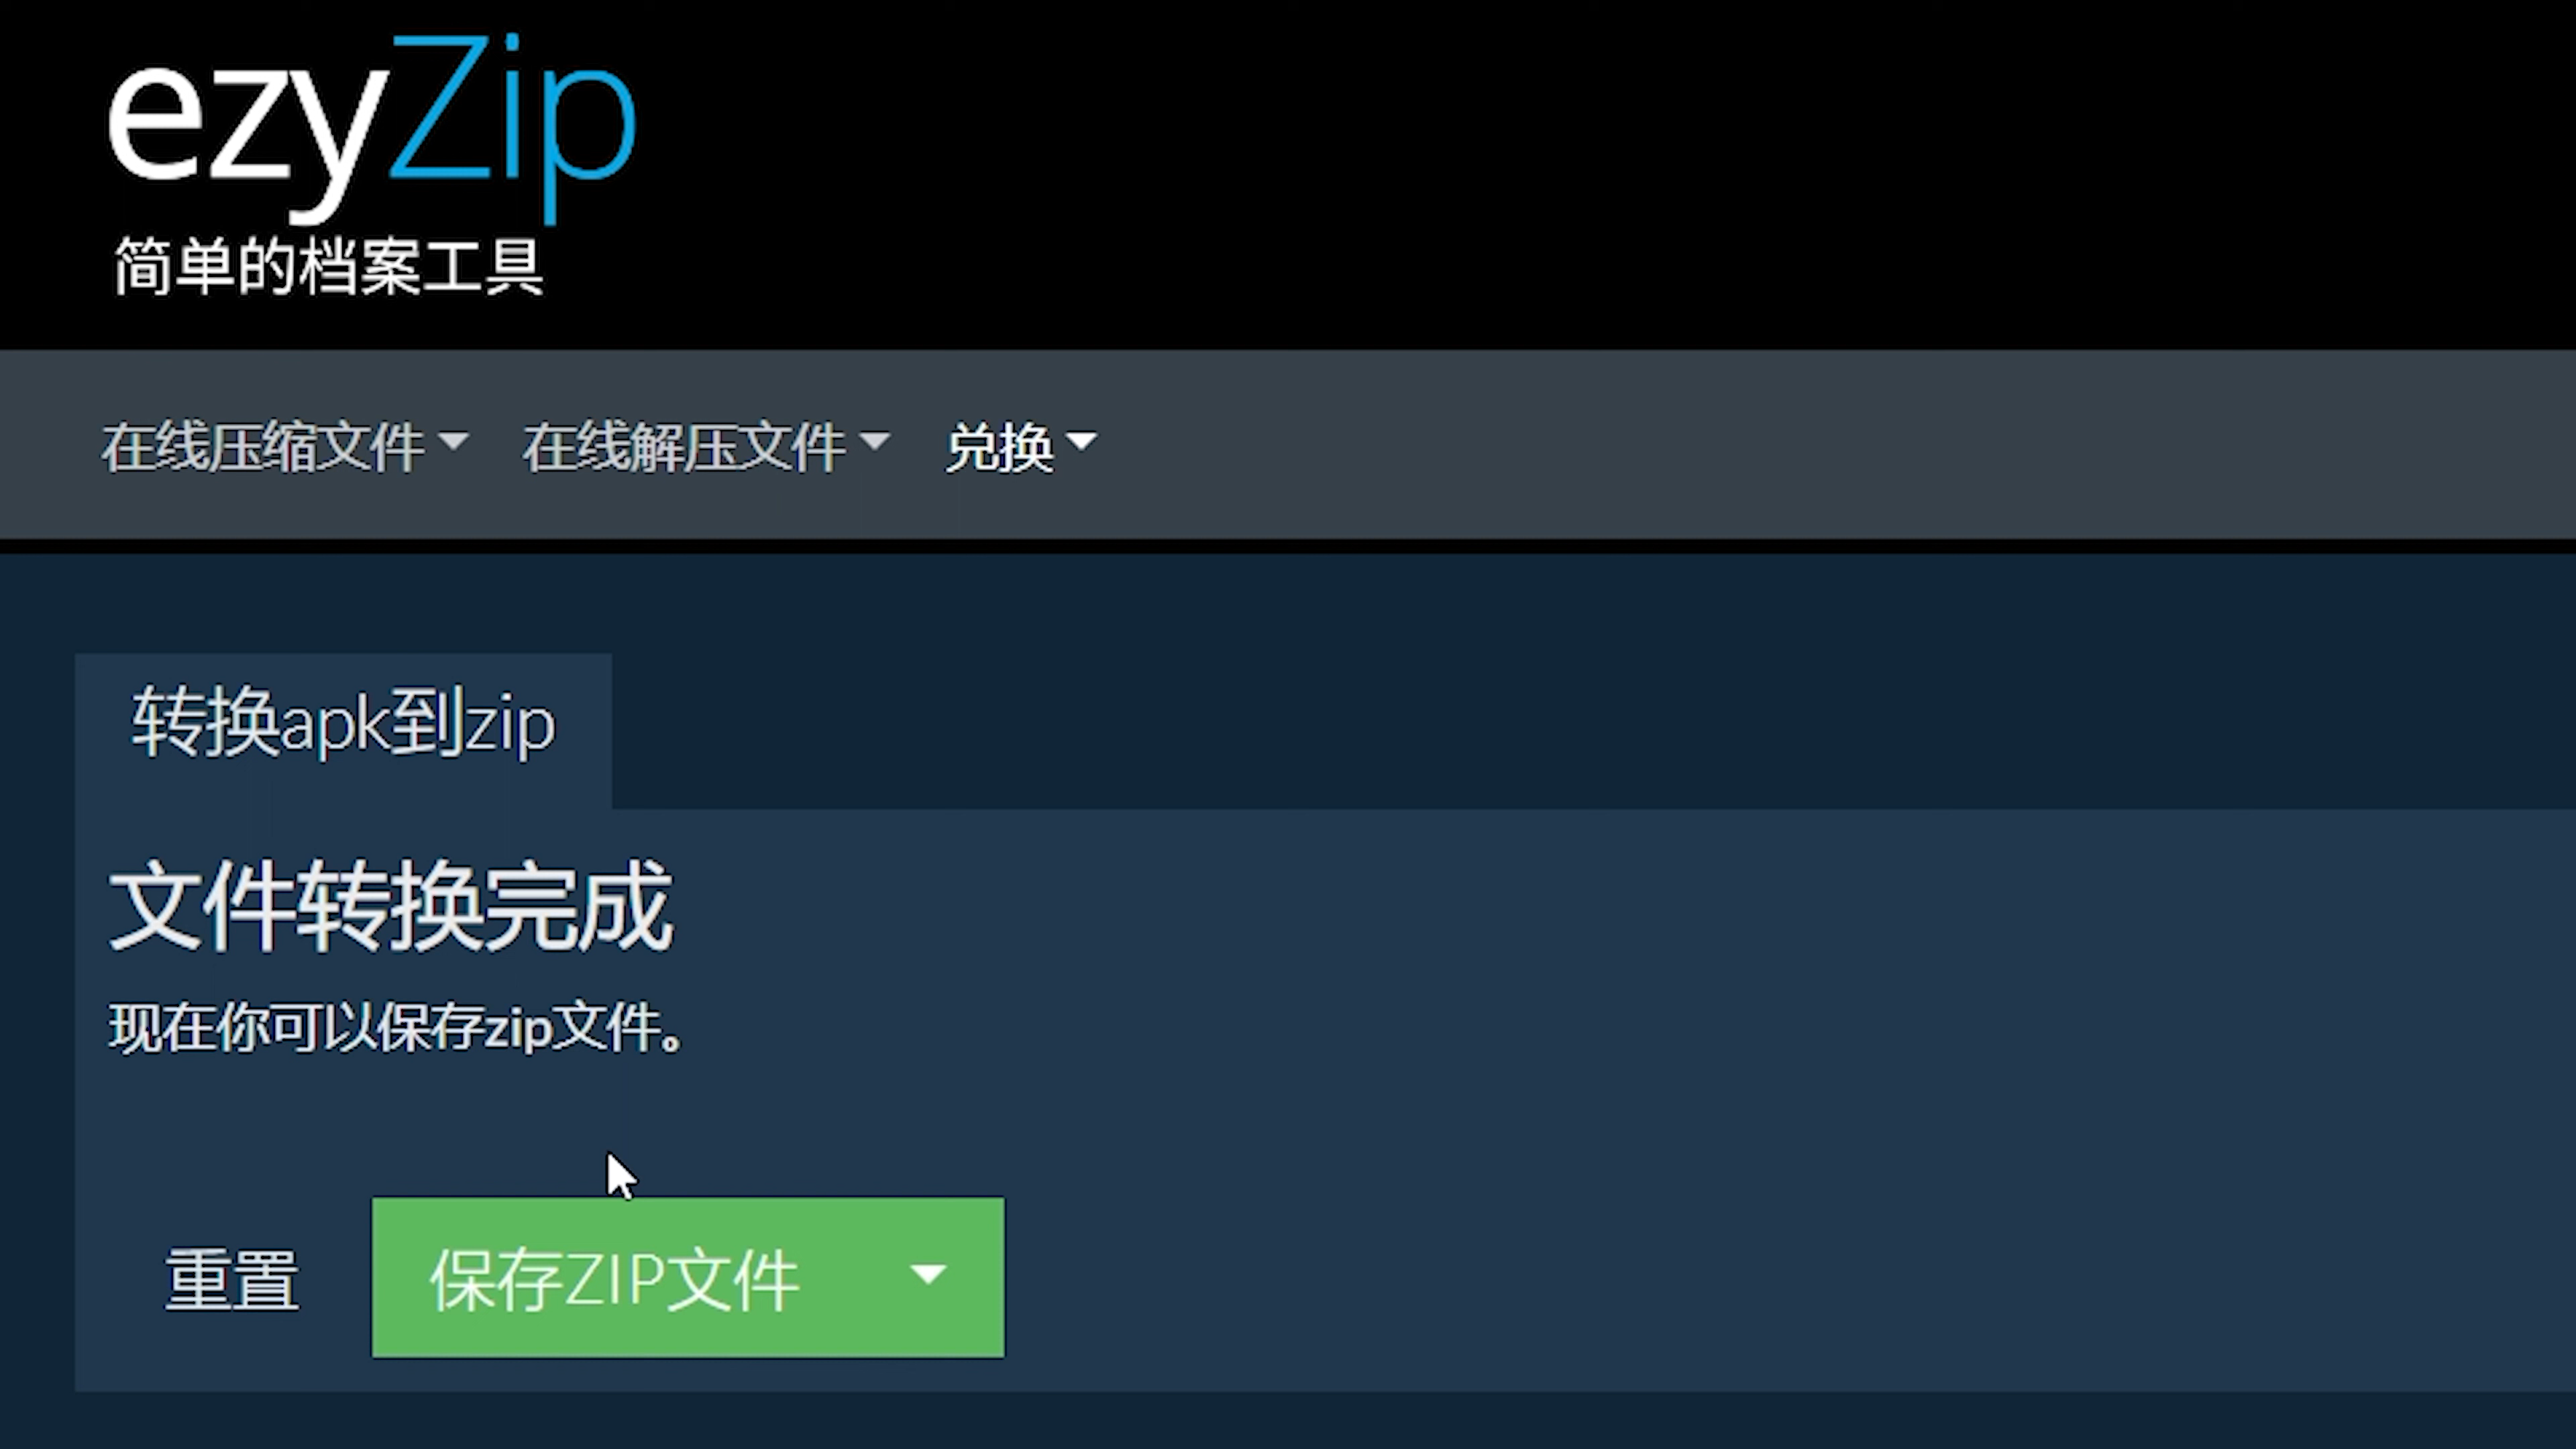 ezyZip
简单的档案工具
在线压缩文件 在线解压文件 兑换
转换apk到zip
文件转换完成
现在你可以保存zip文件。
重置 保存ZIP文件